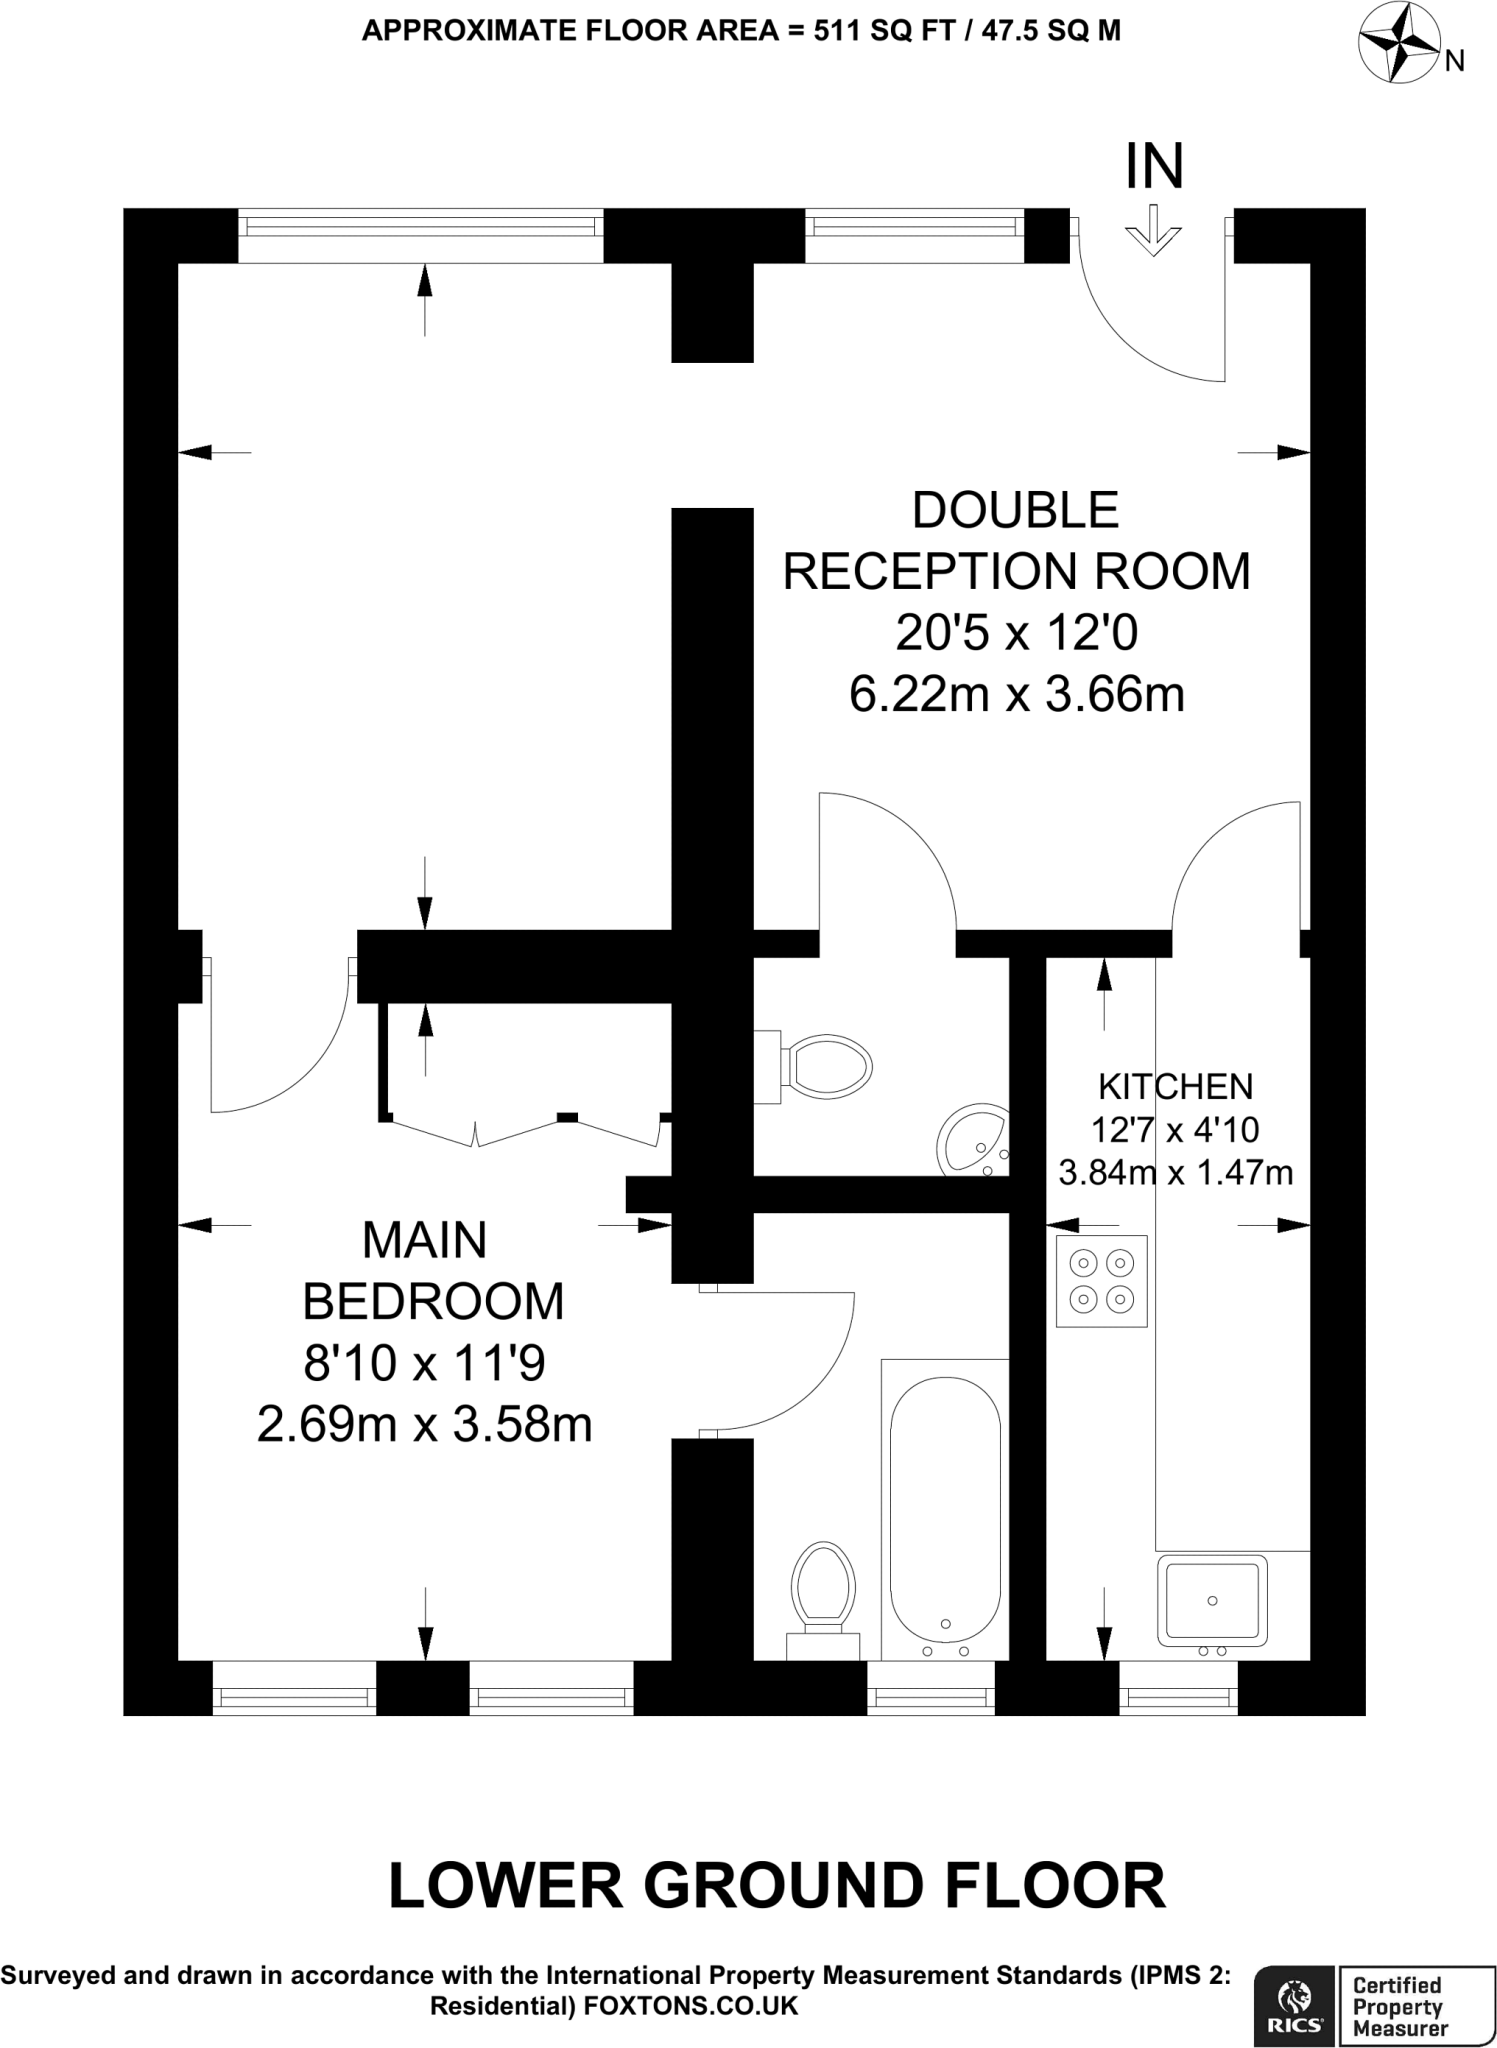 APPROXIMATE FLOOR AREA = 511 SQ FT / 47.5 SQ M
N
IN
DOUBLE
RECEPTION ROOM
20'5 x 12'0
6.22m x 3.66m
KITCHEN
12'7 x 4'10
3.84m x 1.47m
MAIN
BEDROOM
8'10 x 11'9
2.69m x 3.58m
LOWER GROUND FLOOR
Surveyed and drawn in accordance with the International Property Measurement Standards (IPMS 2:
Residential) FOXTONS.CO.UK
RICS
Certified
Property
Measurer